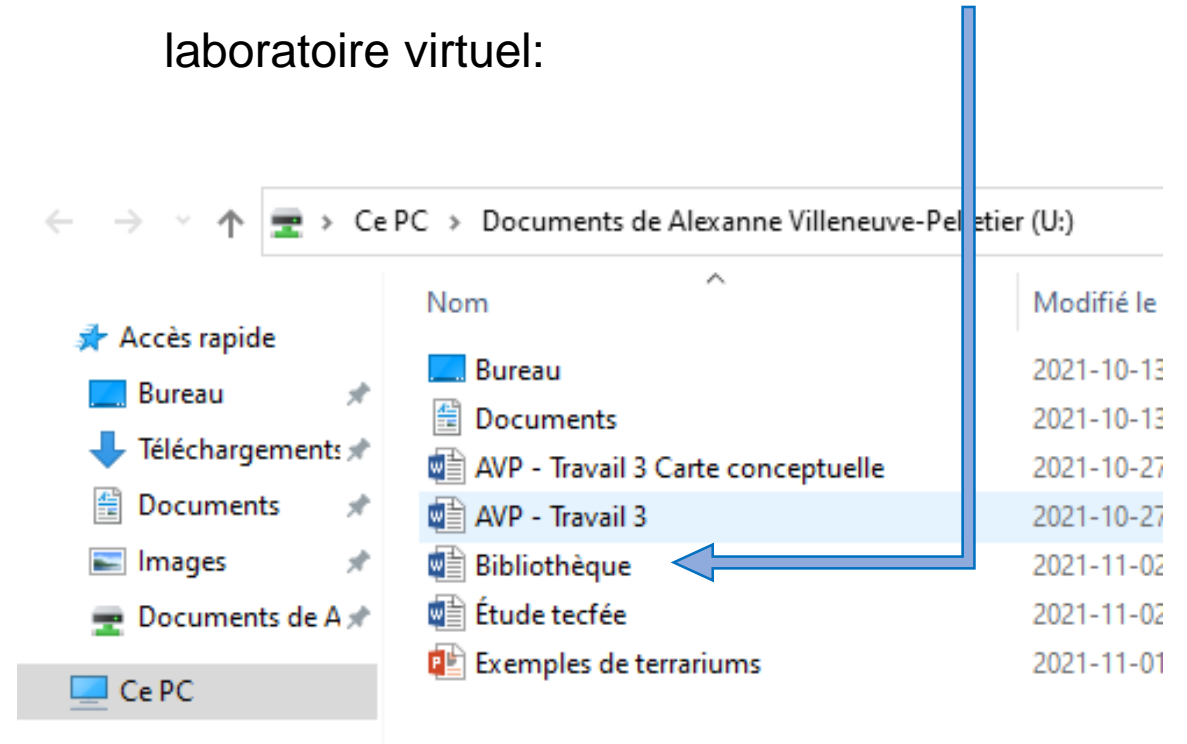 laboratoire virtuel:
Ce PC > Documents de Alexanne Villeneuve-Pelletier (U:)
Nom Modifié le
Accès rapide
Bureau
Téléchargements
Documents
Images
Documents de A
Ce PC
Bureau 2021-10-13
Documents 2021-10-13
AVP - Travail 3 Carte conceptuelle 2021-10-27
AVP - Travail 3 2021-10-27
Bibliothèque 2021-11-02
Étude tecfée 2021-11-02
Exemples de terrariums 2021-11-01